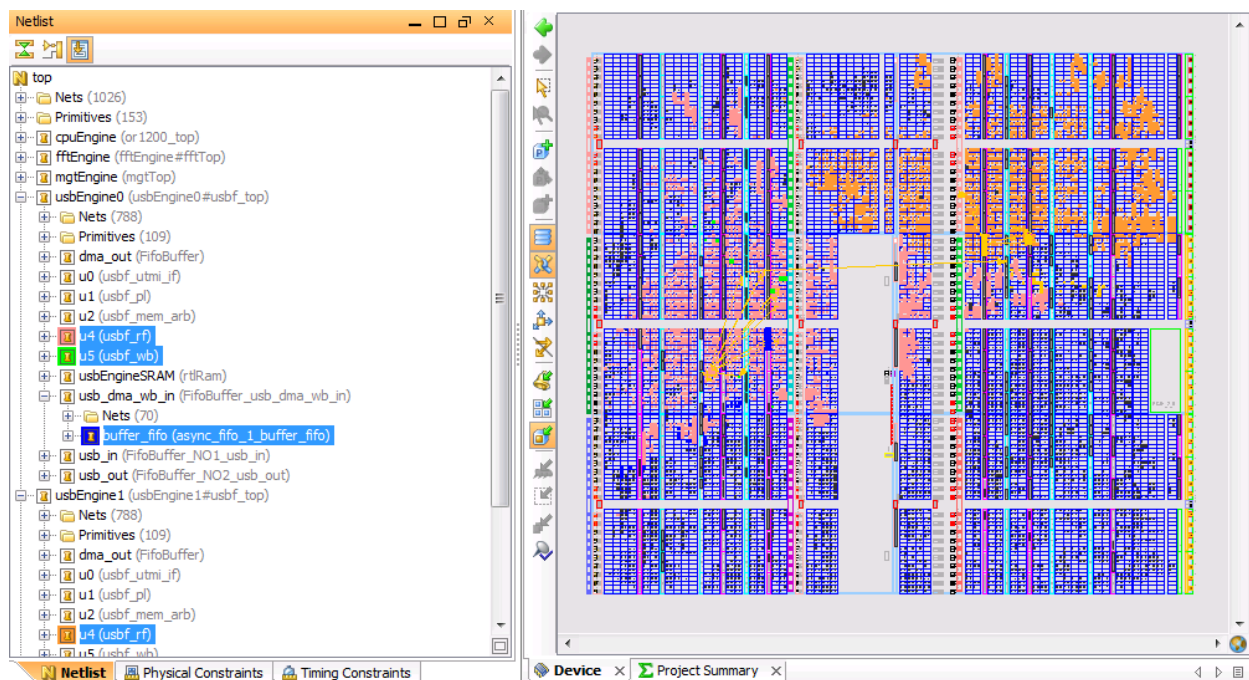 Netlist
top
Nets (1026)
Primitives (153)
cpuEngine (or1200_top)
fftEngine (fftEngine#fftTop)
mgtEngine (mgtTop)
usbEngine0 (usbEngine0#usbf_top)
Nets (788)
Primitives (109)
dma_out (FifoBuffer)
u0 (usbf_utmi_if)
u1 (usbf_pl)
u2 (usbf_mem_arb)
u4 (usbf_rf)
u5 (usbf_wb)
usbEngineSRAM (rtlRam)
usb_dma_wb_in (FifoBuffer_usb_dma_wb_in)
Nets (70)
buffer_fifo (async_fifo_1_buffer_fifo)
usb_in (FifoBuffer_NO1_usb_in)
usb_out (FifoBuffer_NO2_usb_out)
usbEngine1 (usbEngine1#usbf_top)
Nets (788)
Primitives (109)
dma_out (FifoBuffer)
u0 (usbf_utmi_if)
u1 (usbf_pl)
u2 (usbf_mem_arb)
u4 (usbf_rf)
u5 (usbf_wb)
Netlist Physical Constraints Timing Constraints
Device Project Summary